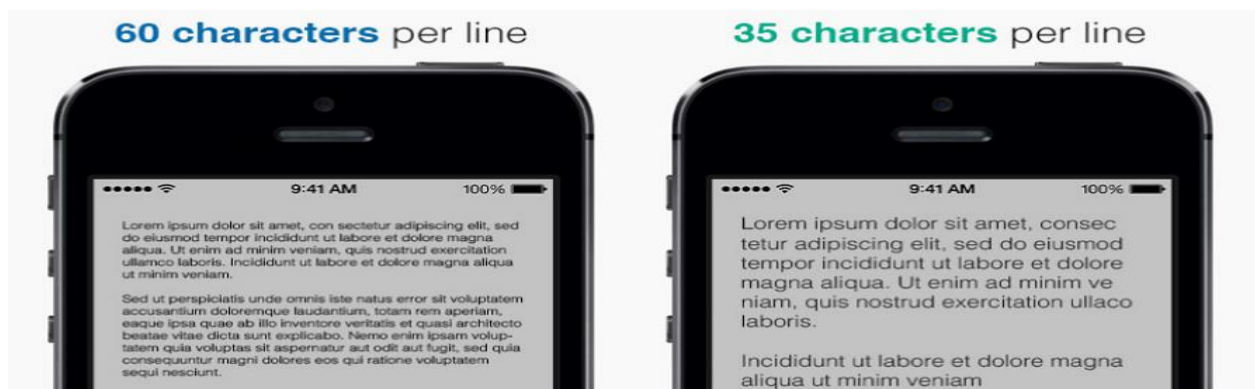 60 characters per line
9:41 AM
100%
Lorem ipsum dolor sit amet, con sectetur adipiscing elit, sed
do eiusmod tempor incididunt ut labore et dolore magna
aliqua. Ut enim ad minim veniam, quis nostrud exercitation
ullamco laboris. Incididunt ut labore et dolore magna aliqua
ut minim veniam.
Sed ut perspiciatis unde omnis iste natus error sit voluptatem
accusantium doloremque laudantium, totam rem aperiam,
eaque ipsa quae ab illo inventore veritatis et quasi architecto
beatae vitae dicta sunt explicabo. Nemo enim ipsam volup-
tatem quia voluptas sit aspernatur aut odit aut fugit, sed quia
consequuntur magni dolores eos qui ratione voluptatem
sequi nesciunt.
35 characters per line
9:41 AM
100%
Lorem ipsum dolor sit amet, consec
tetur adipiscing elit, sed do eiusmod
tempor incididunt ut labore et dolore
magna aliqua. Ut enim ad minim ve
niam, quis nostrud exercitation ullaco
laboris.
Incididunt ut labore et dolore magna
aliqua ut minim veniam